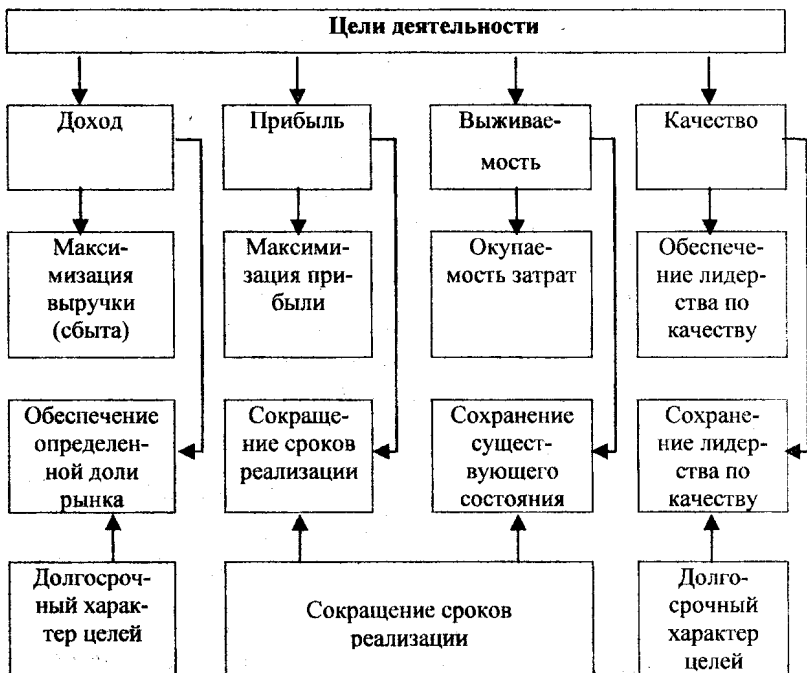 Цели деятельности
Доход
Прибыль
Выживае-
мость
Качество
Макси-
мизация
выручки
(сбыта)
Максими-
зация при-
были
Окупае-
мость затрат
Обеспече-
ние лидер-
ства по
качеству
Обеспечение
определен-
ной доли
рынка
Сокраще-
ние сроков
реализации
Сохранение
сущест-
вующего
состояния
Сохране-
ние лидер-
ства по
качеству
Долгосроч-
ный харак-
тер целей
Сокращение сроков
реализации
Долго-
срочный
характер
целей